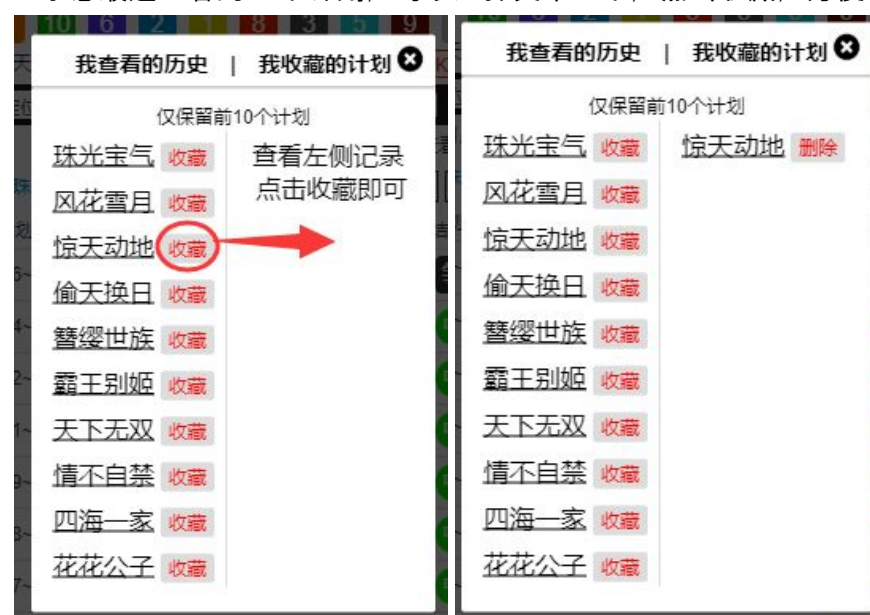 10 6 2 1 8 3 5 9
我查看的历史 | 我收藏的计划
仅保留前10个计划
珠光宝气 收藏
风花雪月 收藏
惊天动地 收藏
偷天换日 收藏
簪缨世族 收藏
霸王别姬 收藏
天下无双 收藏
情不自禁 收藏
四海一家 收藏
花花公子 收藏
查看左侧记录
点击收藏即可
我查看的历史 | 我收藏的计划
仅保留前10个计划
珠光宝气 收藏
风花雪月 收藏
惊天动地 收藏
偷天换日 收藏
簪缨世族 收藏
霸王别姬 收藏
天下无双 收藏
情不自禁 收藏
四海一家 收藏
花花公子 收藏
惊天动地 删除